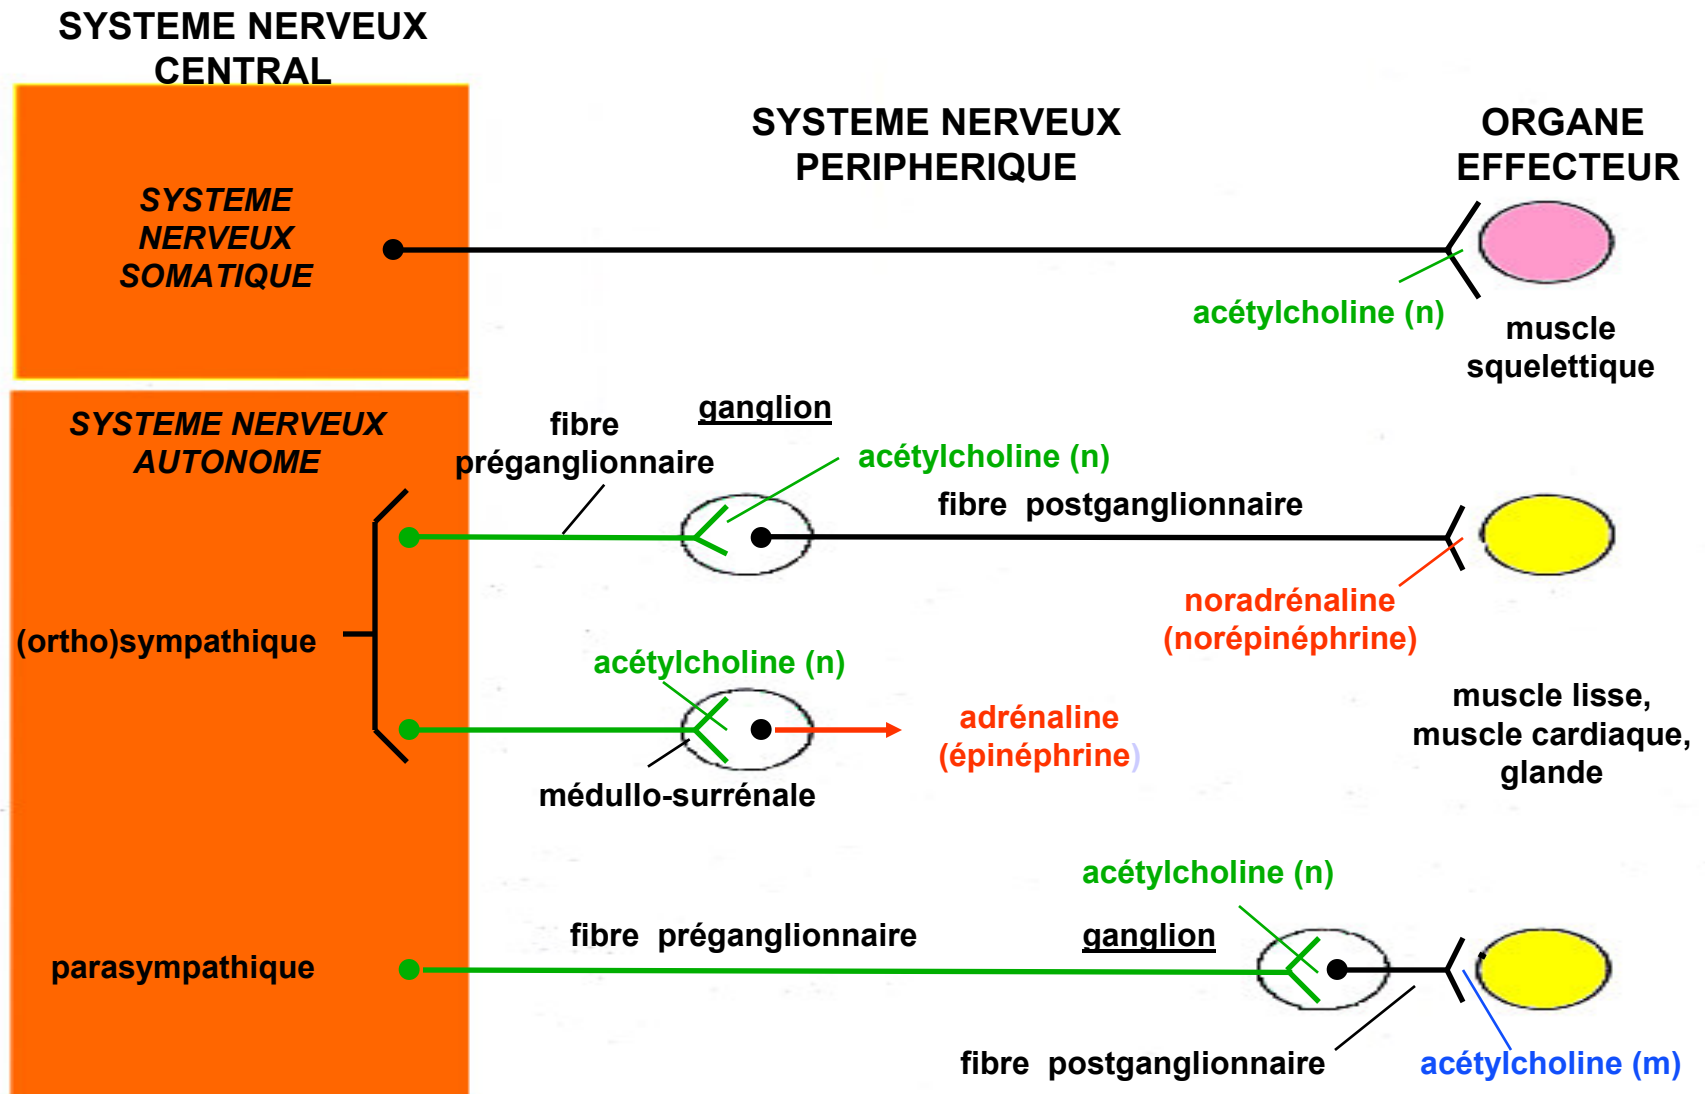 SYSTEME NERVEUX
CENTRAL
SYSTEME NERVEUX
PERIPHERIQUE
ORGANE
EFFECTEUR
SYSTEME
NERVEUX
SOMATIQUE
acétylcholine (n)
muscle
squelettique
SYSTEME NERVEUX
AUTONOME
fibre
préganglionnaire
ganglion
acétylcholine (n)
fibre postganglionnaire
noradrénaline
(norépinéphrine)
(ortho)sympathique
acétylcholine (n)
médullo-surrénale
adrénaline
(épinéphrine)
muscle lisse,
muscle cardiaque,
glande
parasympathique
fibre préganglionnaire
acétylcholine (n)
ganglion
fibre postganglionnaire
acétylcholine (m)